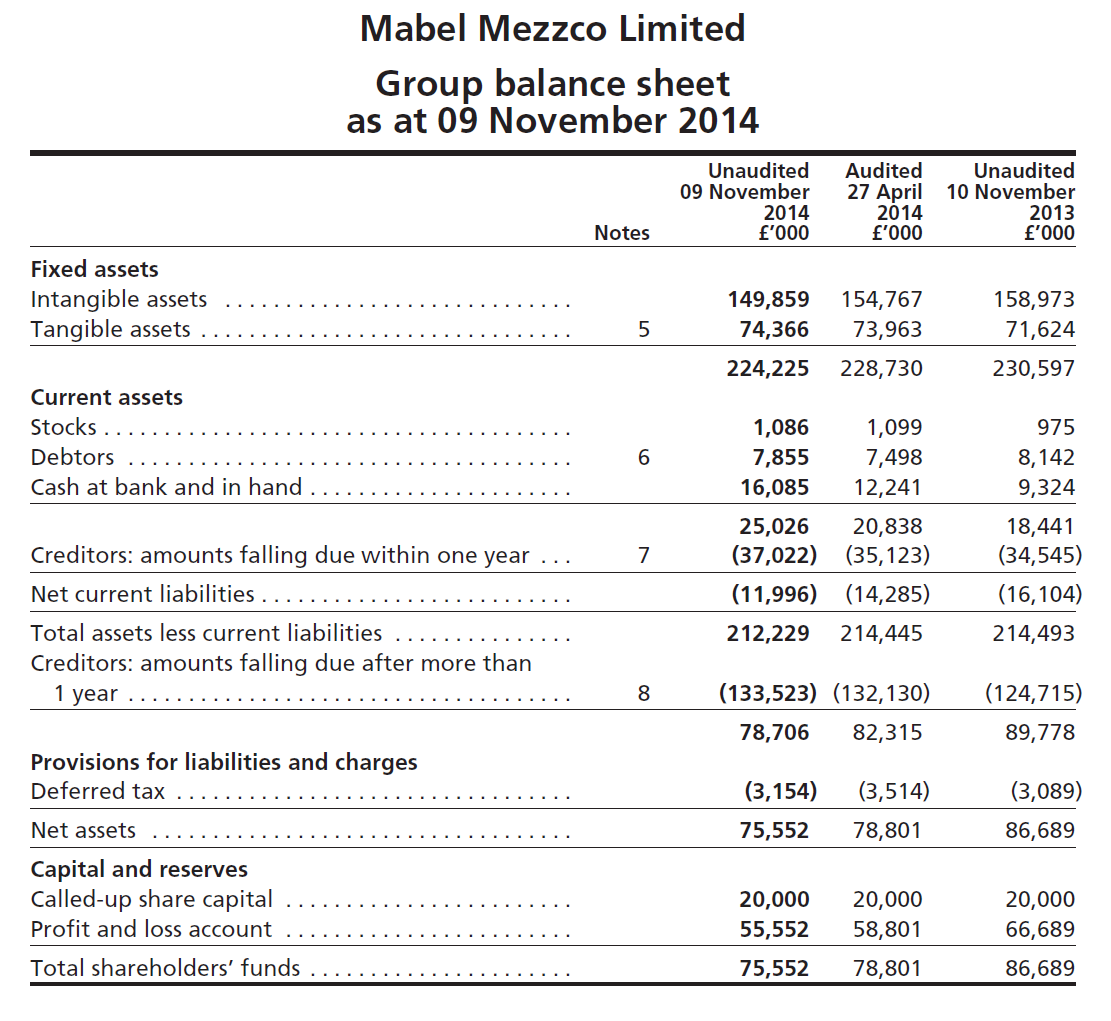 Mabel Mezzco Limited
Group balance sheet
as at 09 November 2014
Unaudited Audited Unaudited
09 November 27 April 10 November
2014 2014 2013
Notes £’000 £’000 £’000
Fixed assets
Intangible assets . . . . . . . . . . . . . . . . . . . . . . . . . . . . . 149,859 154,767 158,973
Tangible assets . . . . . . . . . . . . . . . . . . . . . . . . . . . . . . . 5 74,366 73,963 71,624
224,225 228,730 230,597
Current assets
Stocks . . . . . . . . . . . . . . . . . . . . . . . . . . . . . . . . . . . . . . . 1,086 1,099 975
Debtors . . . . . . . . . . . . . . . . . . . . . . . . . . . . . . . . . . . . . 6 7,855 7,498 8,142
Cash at bank and in hand . . . . . . . . . . . . . . . . . . . . . . 16,085 12,241 9,324
25,026 20,838 18,441
Creditors: amounts falling due within one year . . . 7 (37,022) (35,123) (34,545)
Net current liabilities . . . . . . . . . . . . . . . . . . . . . . . . . . (11,996) (14,285) (16,104)
Total assets less current liabilities . . . . . . . . . . . . . . . 212,229 214,445 214,493
Creditors: amounts falling due after more than
1 year . . . . . . . . . . . . . . . . . . . . . . . . . . . . . . . . . . . . . 8 (133,523) (132,130) (124,715)
78,706 82,315 89,778
Provisions for liabilities and charges
Deferred tax . . . . . . . . . . . . . . . . . . . . . . . . . . . . . . . . . (3,154) (3,514) (3,089)
Net assets . . . . . . . . . . . . . . . . . . . . . . . . . . . . . . . . . . . 75,552 78,801 86,689
Capital and reserves
Called-up share capital . . . . . . . . . . . . . . . . . . . . . . . . 20,000 20,000 20,000
Profit and loss account . . . . . . . . . . . . . . . . . . . . . . . . 55,552 58,801 66,689
Total shareholders’ funds . . . . . . . . . . . . . . . . . . . . . . 75,552 78,801 86,689